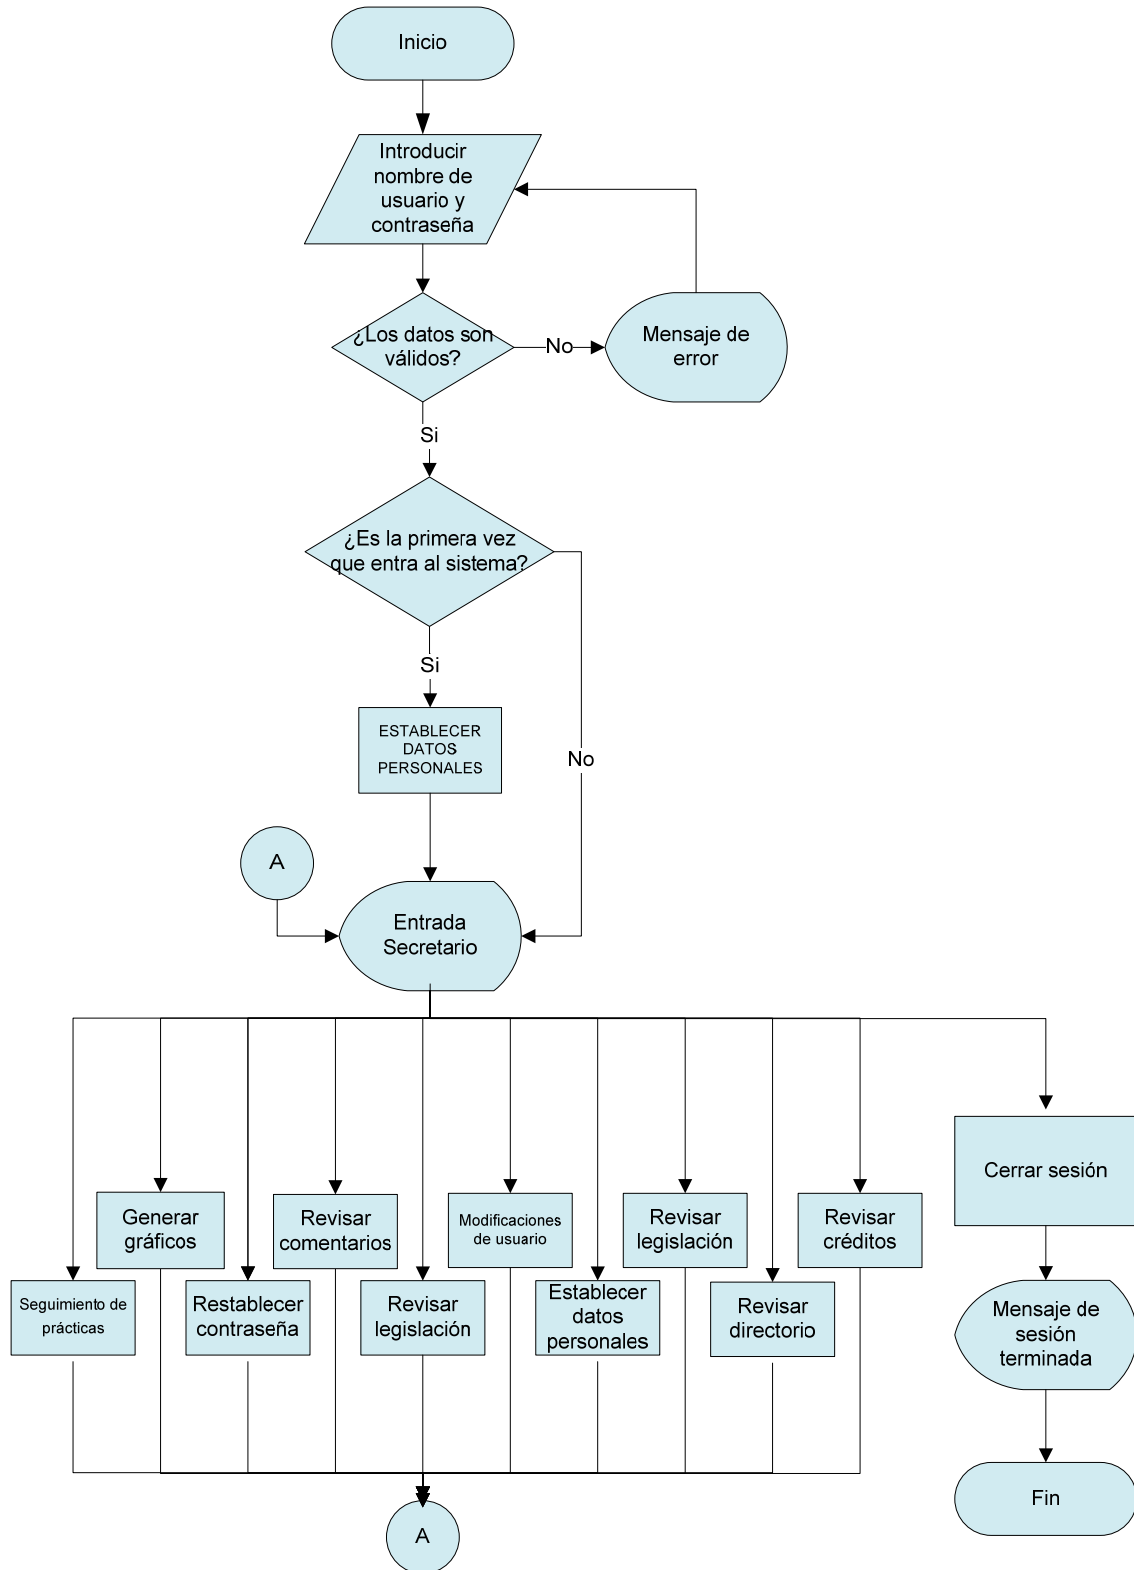 Inicio
Introducir
nombre de
usuario y
contraseña
¿Los datos son
válidos?
No
Mensaje de
error
Si
¿Es la primera vez
que entra al sistema?
Si
ESTABLECER
DATOS
PERSONALES
No
A
Entrada
Secretario
Cerrar sesión
Generar
gráficos
Revisar
comentarios
Modificaciones
de usuario
Revisar
legislación
Revisar
créditos
Seguimiento de
prácticas
Restablecer
contraseña
Revisar
legislación
Establecer
datos
personales
Revisar
directorio
Mensaje de
sesión
terminada
Fin
A